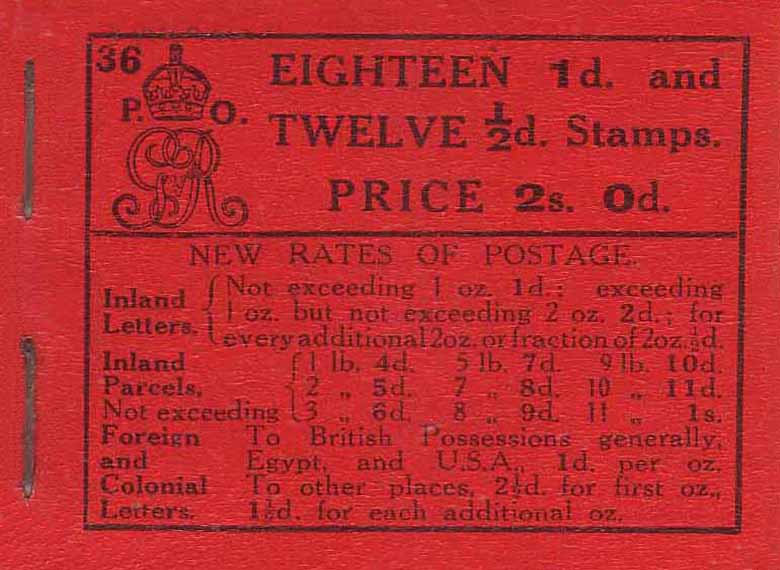 36
P. O.
GR
EIGHTEEN 1d. and
TWELVE ½d. Stamps.
PRICE 2s. 0d.
NEW RATES OF POSTAGE.
Inland Letters. { Not exceeding 1 oz. 1d.; exceeding
1 oz. but not exceeding 2 oz. 2d.; for
every additional 2oz. or fraction of 2oz. ½d.
Inland { 1 lb. 4d. 5 lb. 7d. 9 lb. 10d.
Parcels, 2 „ 5d. 7 „ 8d. 10 „ 11d.
Not exceeding 3 „ 6d. 8 „ 9d. 11 „ 1s.
Foreign To British Possessions generally,
and Egypt, and U.S.A., 1d. per oz.
Colonial To other places, 2½d. for first oz.,
Letters. 1½d. for each additional oz.